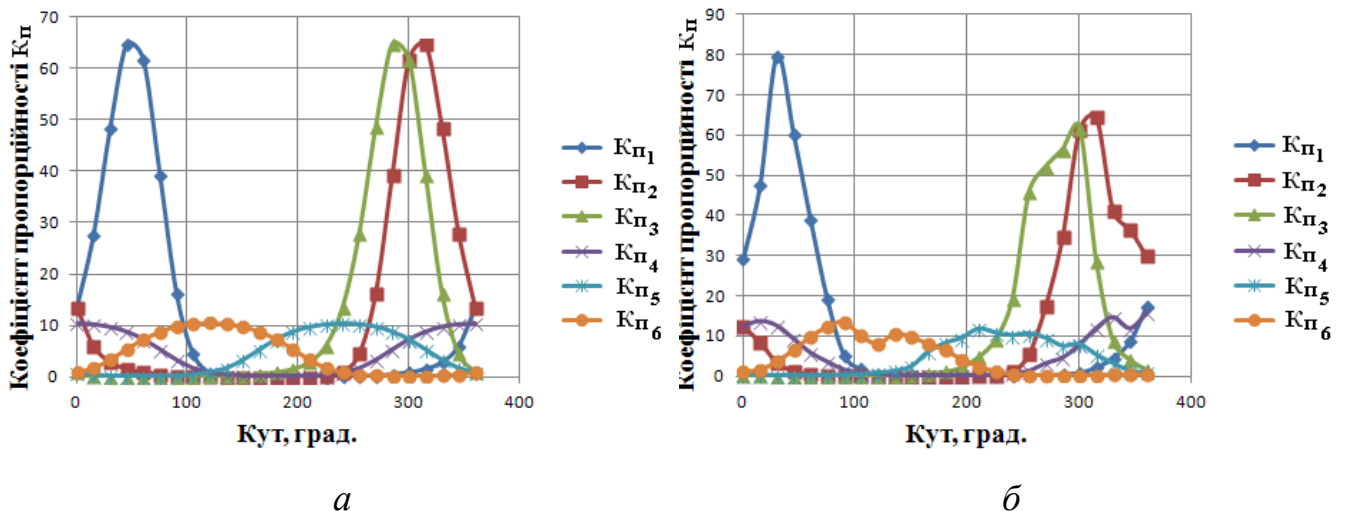 Коефіцієнт пропорційності Кп
70
60
50
40
30
20
10
0
0 100 200 300 400
Кут, град.
Кп1
Кп2
Кп3
Кп4
Кп5
Кп6
а
Коефіцієнт пропорційності Кп
90
80
70
60
50
40
30
20
10
0
0 100 200 300 400
Кут, град.
Кп1
Кп2
Кп3
Кп4
Кп5
Кп6
б